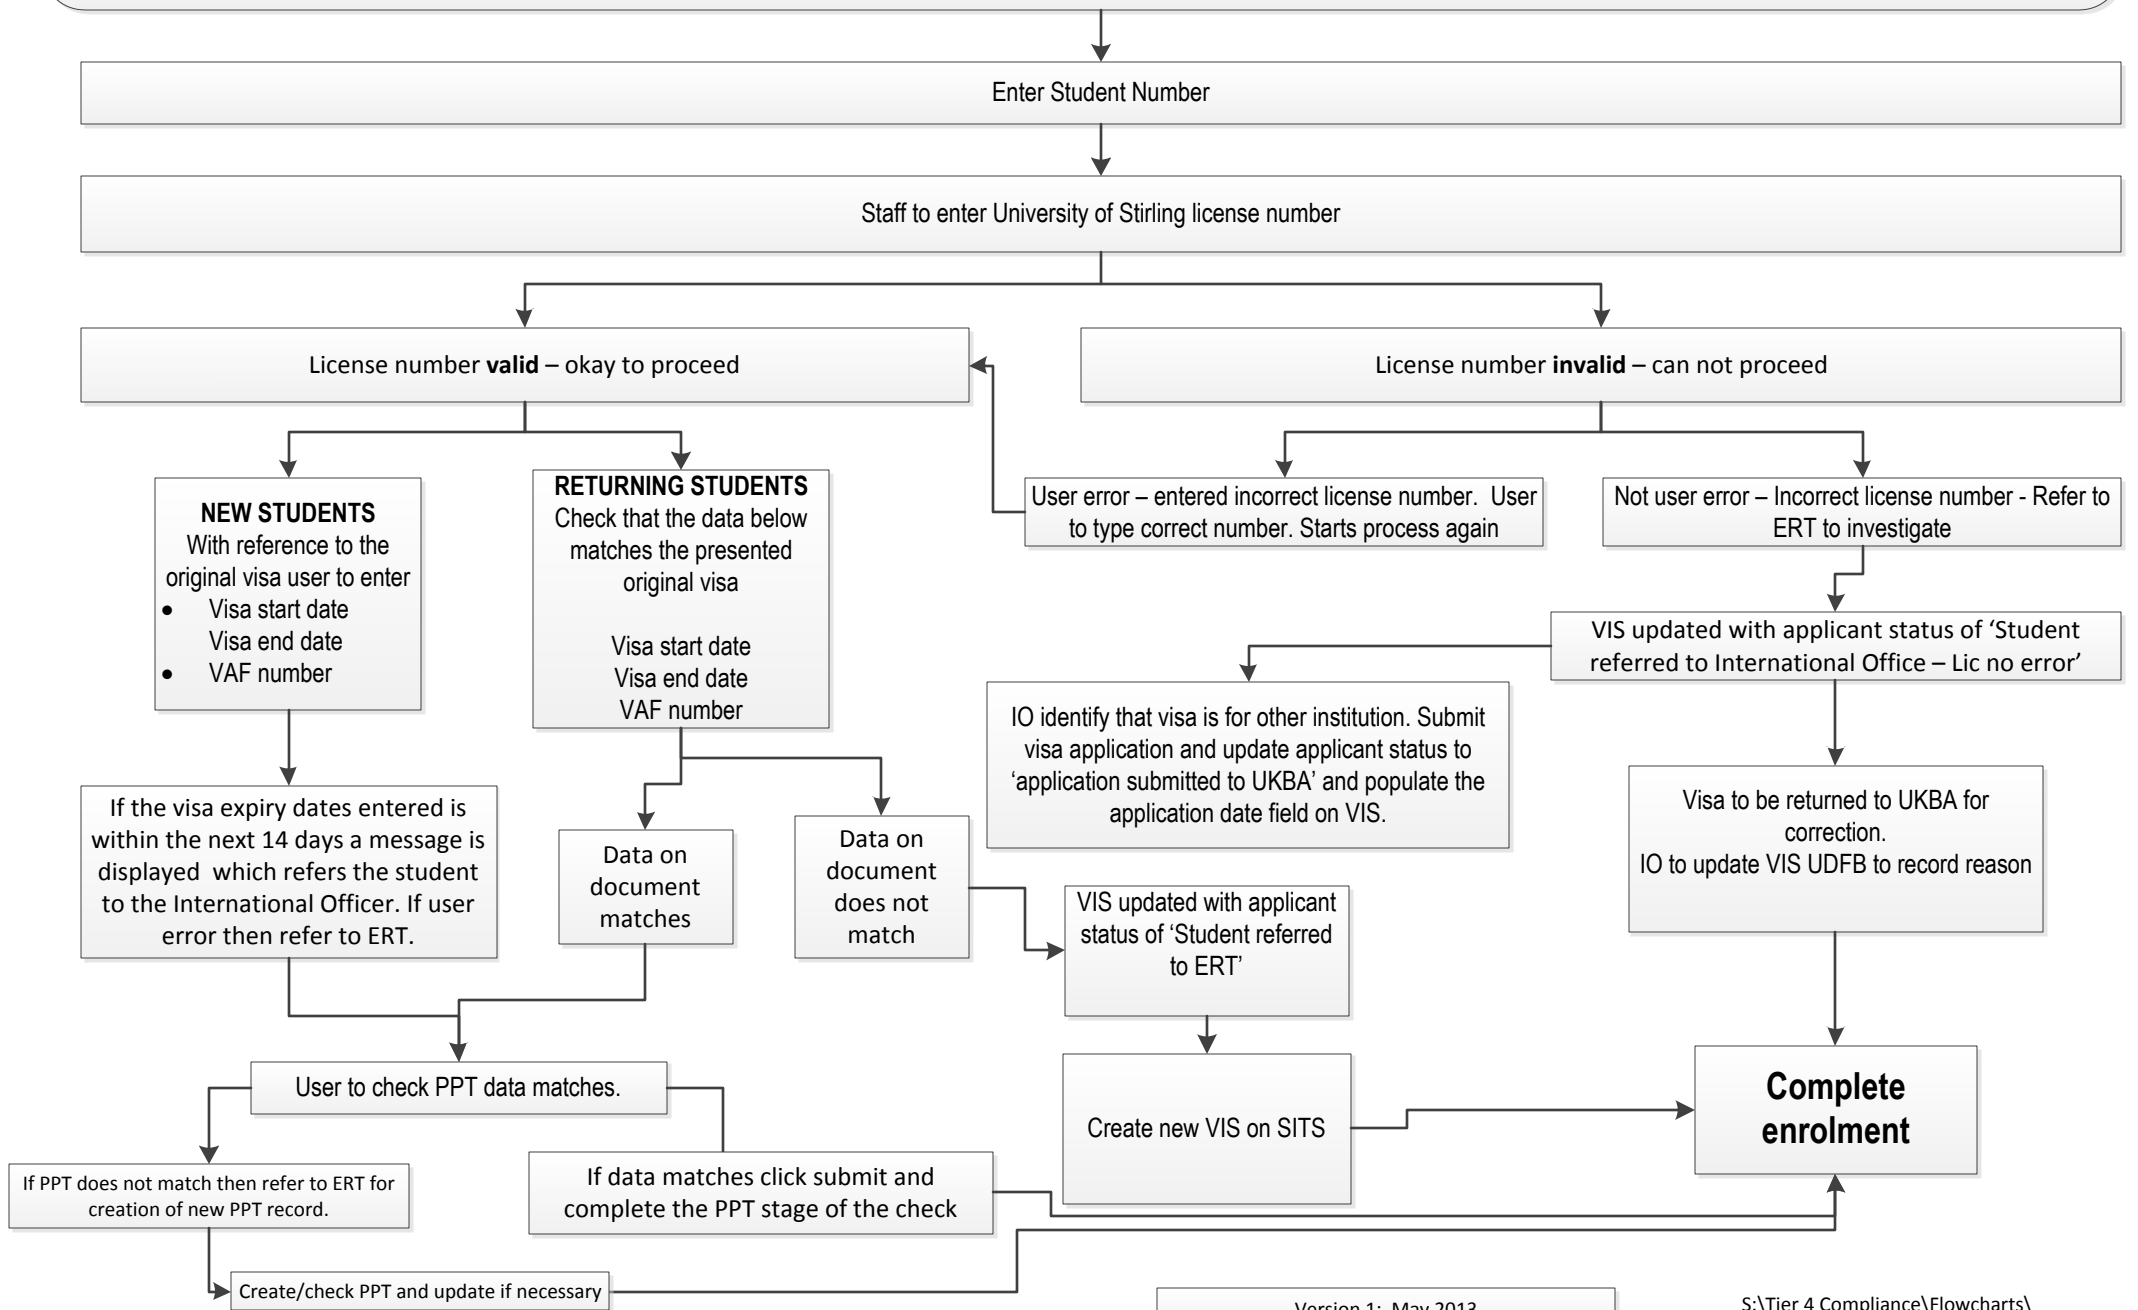 Enter Student Number
Staff to enter University of Stirling license number
License number valid – okay to proceed
License number invalid – can not proceed
NEW STUDENTS
With reference to the
original visa user to enter
• Visa start date
Visa end date
• VAF number
RETURNING STUDENTS
Check that the data below
matches the presented
original visa
Visa start date
Visa end date
VAF number
User error – entered incorrect license number.  User
to type correct number. Starts process again
Not user error – Incorrect license number - Refer to
ERT to investigate
VIS updated with applicant status of ‘Student
referred to International Office – Lic no error’
IO identify that visa is for other institution. Submit
visa application and update applicant status to
‘application submitted to UKBA’ and populate the
application date field on VIS.
Visa to be returned to UKBA for
correction.
IO to update VIS UDFB to record reason
If the visa expiry dates entered is
within the next 14 days a message is
displayed  which refers the student
to the International Officer. If user
error then refer to ERT.
Data on
document
matches
Data on
document
does not
match
VIS updated with applicant
status of ‘Student referred
to ERT’
User to check PPT data matches.
Create new VIS on SITS
Complete
enrolment
If PPT does not match then refer to ERT for
creation of new PPT record.
If data matches click submit and
complete the PPT stage of the check
Create/check PPT and update if necessary
Version 1:  May 2013
S:\Tier 4 Compliance\Flowcharts\